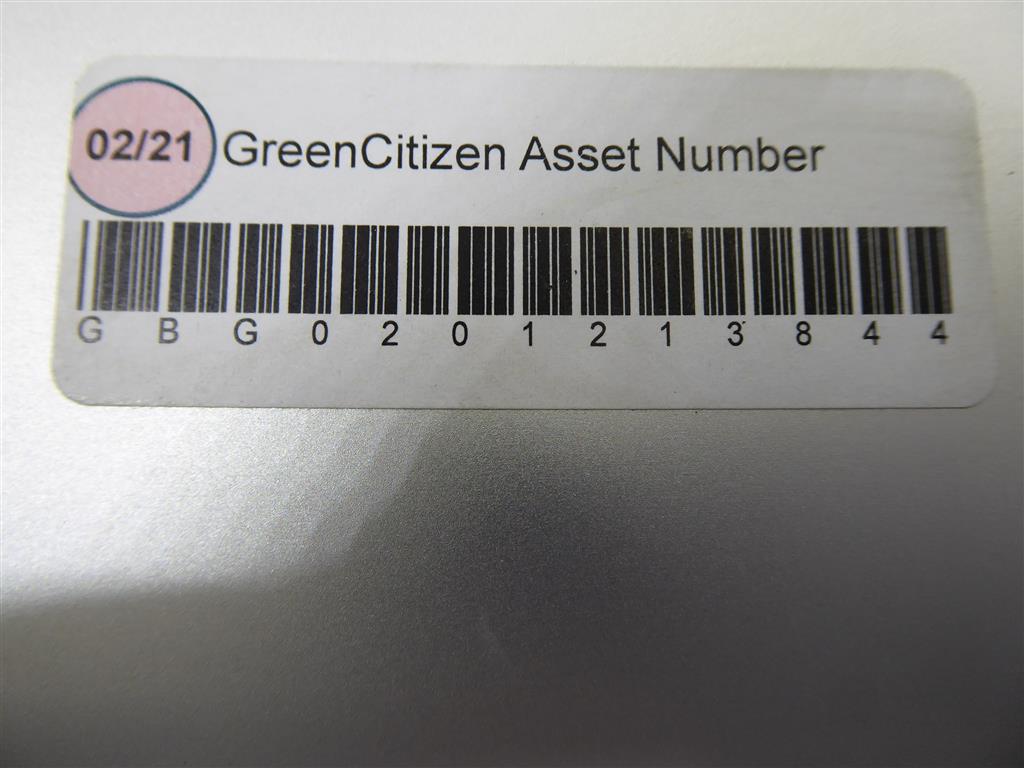 02/21 GreenCitizen Asset Number
G B G 0 2 0 1 2 1 3 8 4 4